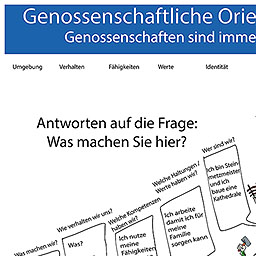 Genossenschaftliche Orie
Genossenschaften sind imme
Umgebung Verhalten Fähigkeiten Werte Identität
Antworten auf die Frage:
Was machen Sie hier?
Wer sind wir?
Ich bin Stein
metzmeister
und ich
baue eine
Kathedrale
Welche Haltungen /
Werte haben wir?
Ich arbeite
damit ich für
meine
Familie
sorgen kann
Welche Kompetenzen
haben wir?
Ich nutze
meine
Fähigkeiten
Wie verhalten wir uns?
Was?
Was machen wir?